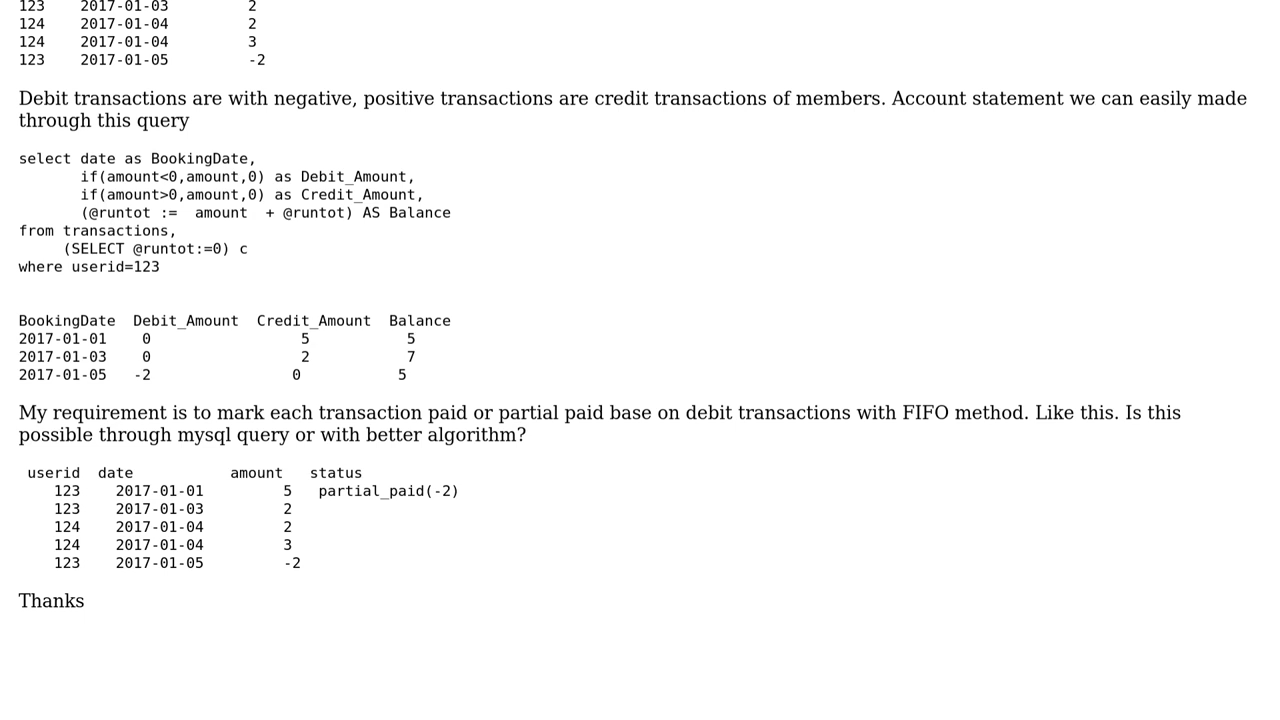 123    2017-01-03         2
124    2017-01-04         2
124    2017-01-04         3
123    2017-01-05         -2
Debit transactions are with negative, positive transactions are credit transactions of members. Account statement we can easily made
through this query
select date as BookingDate,
       if(amount<0,amount,0) as Debit_Amount,
       if(amount>0,amount,0) as Credit_Amount,
       (@runtot :=  amount  + @runtot) AS Balance
from transactions,
     (SELECT @runtot:=0) c
where userid=123
BookingDate  Debit_Amount  Credit_Amount  Balance
2017-01-01    0                 5           5
2017-01-03    0                 2           7
2017-01-05   -2                0           5
My requirement is to mark each transaction paid or partial paid base on debit transactions with FIFO method. Like this. Is this
possible through mysql query or with better algorithm?
 userid  date           amount   status
    123    2017-01-01         5   partial_paid(-2)
    123    2017-01-03         2
    124    2017-01-04         2
    124    2017-01-04         3
    123    2017-01-05         -2
Thanks